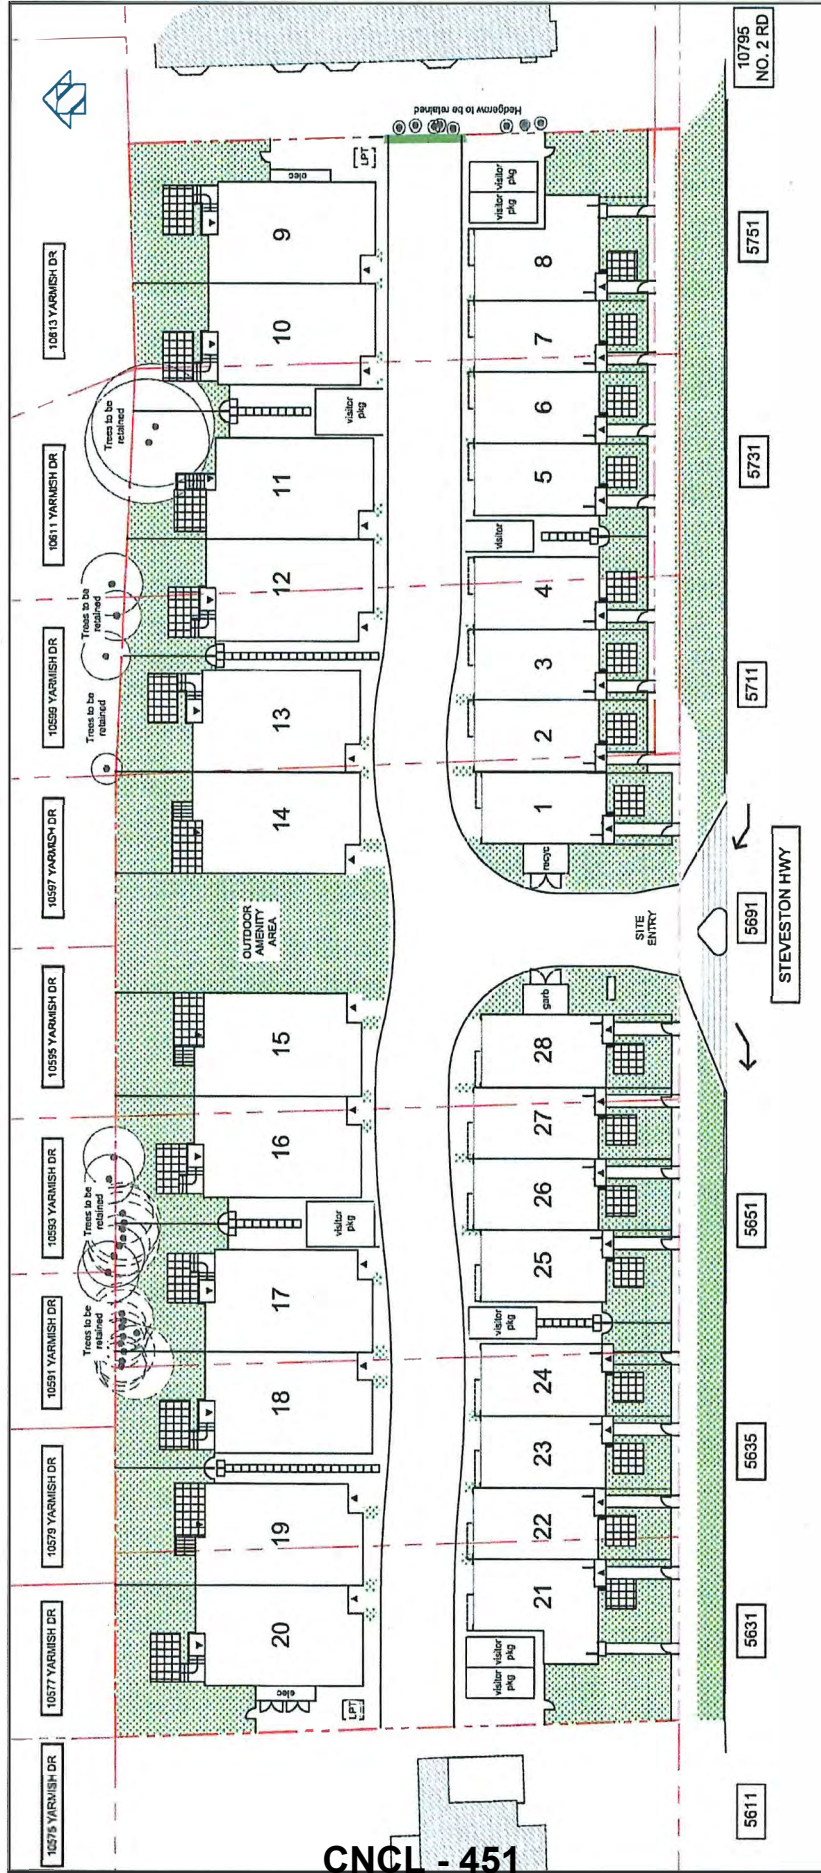 10575 YARMISH DR
10577 YARMISH DR
10579 YARMISH DR
10591 YARMISH DR
10593 YARMISH DR
10595 YARMISH DR
10597 YARMISH DR
10599 YARMISH DR
10611 YARMISH DR
10613 YARMISH DR
Trees to be
retained
Trees to be
retained
Trees to be
retained
Trees to be
retained
Trees to be
retained
20
19
18
17
16
15
OUTDOOR
AMENITY
AREA
14
13
12
11
10
9
elec
LPT
visitor
pkg
visitor
pkg
elec
LPT
Hedgerow to be retained
visitor
pkg
visitor
pkg
21
22
23
24
visitor
pkg
25
26
27
28
garb
SITE
ENTRY
recyc
1
2
3
4
visitor
5
6
7
8
visitor
pkg
visitor
pkg
5611
5631
5635
5651
5691
5711
5731
5751
10795
NO. 2 RD
STEVESTON HWY
CNCL - 451